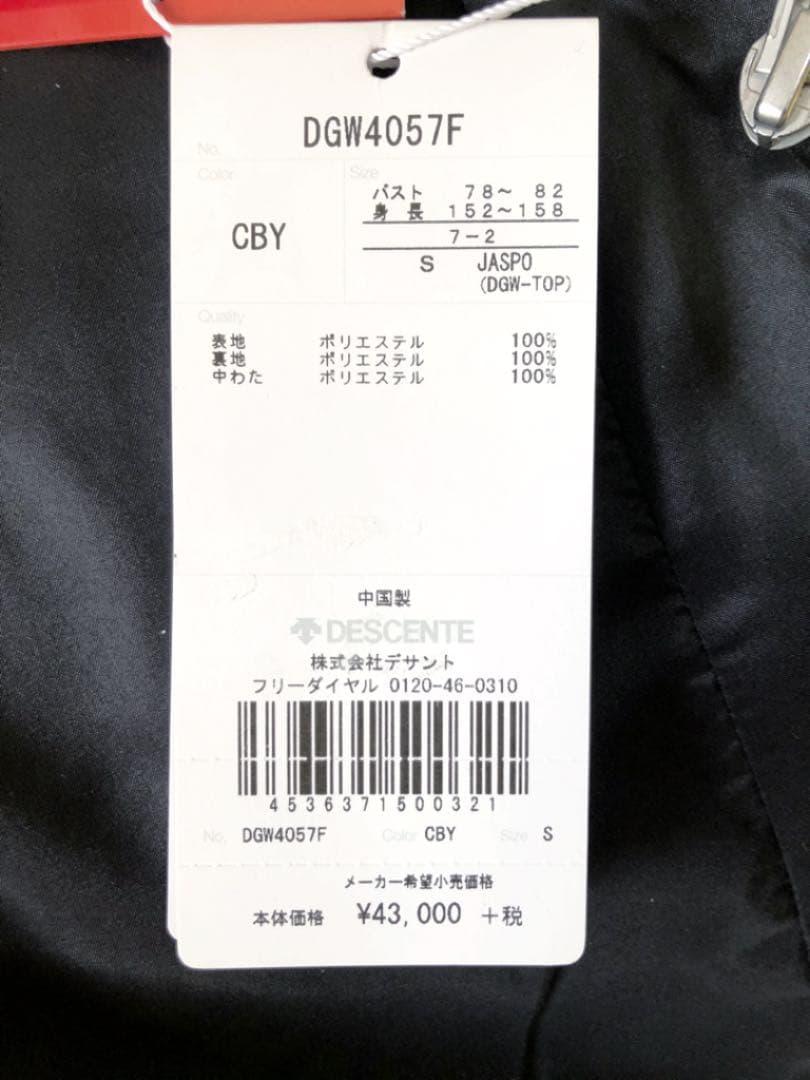 No. DGW4057F
Color
Size
バスト 78～ 82
身 長 152～158
CBY
7-2
S JASPO
(DGW-TOP)
Quality
表地 ポリエステル 100%
裏地 ポリエステル 100%
中わた ポリエステル 100%
中国製
DESCENTE
株式会社デサント
フリーダイヤル 0120-46-0310
4536371500321
No. DGW4057F Color CBY Size S
メーカー希望小売価格
本体価格 ¥43,000 +税